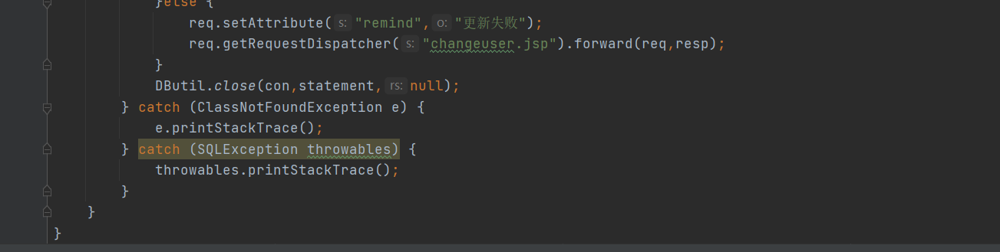 }else {
req.setAttribute( s: "remind", o: "更新失败");
req.getRequestDispatcher( s: "changeuser.jsp").forward(req,resp);
}
DButil.close(con,statement, rs: null);
} catch (ClassNotFoundException e) {
e.printStackTrace();
} catch (SQLException throwables) {
throwables.printStackTrace();
}
}
}